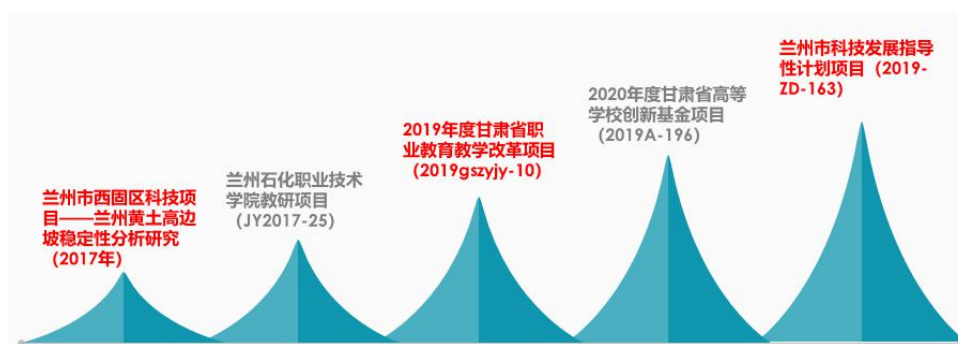 兰州市西固区科技项
目——兰州黄土高边
坡稳定性分析研究
（2017年）
兰州石化职业技术
学院教研项目
（JY2017-25）
2019年度甘肃省职
业教育教学改革项目
（2019gszyjy-10）
2020年度甘肃省高等
学校创新基金项目
（2019A-196）
兰州市科技发展指导
性计划项目（2019-
ZD-163）